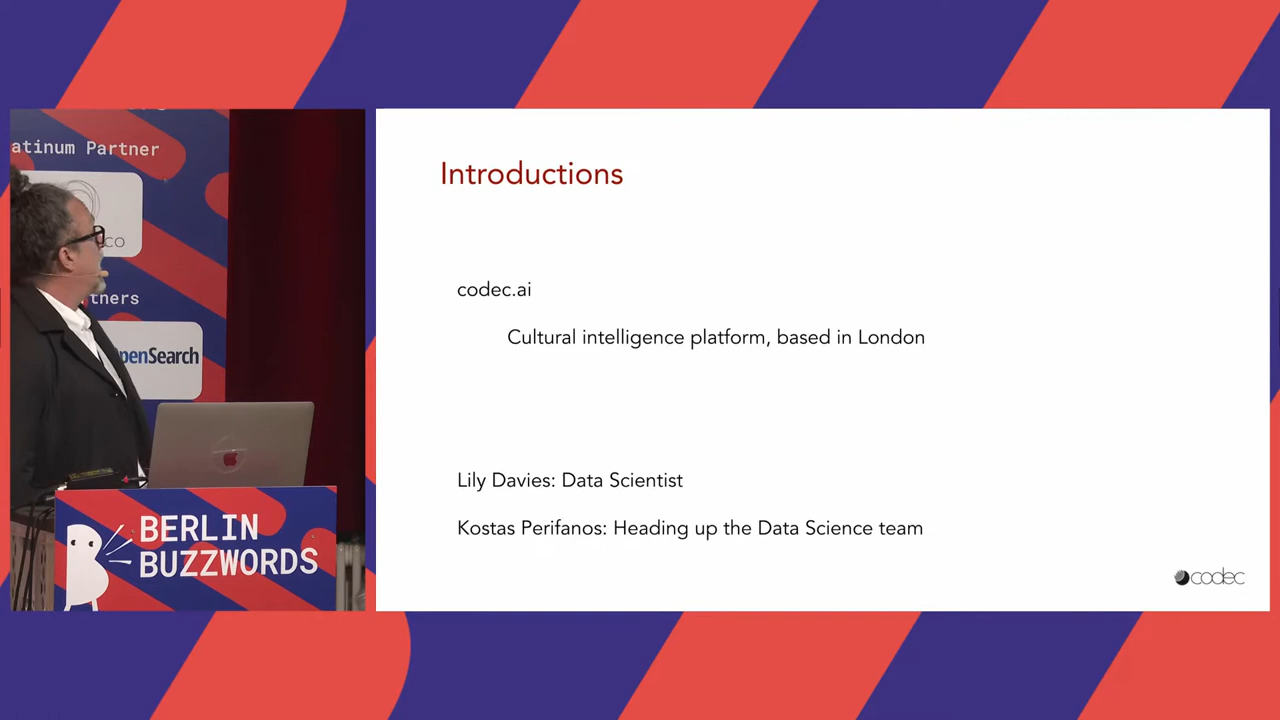 atinum Partner
CO
tners
penSearch
BERLIN
BUZZWORDS
Introductions
codec.ai
Cultural intelligence platform, based in London
Lily Davies: Data Scientist
Kostas Perifanos: Heading up the Data Science team
codec